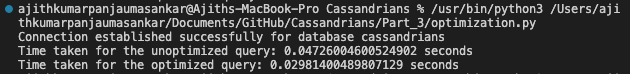 ajithkumarpanjaumasankar@Ajiths-MacBook-Pro Cassandrians % /usr/bin/python3 /Users/aji
thkumarpanjaumasankar/Documents/GitHub/Cassandrians/Part_3/optimization.py
Connection established successfully for database cassandrians
Time taken for the unoptimized query: 0.04726004600524902 seconds
Time taken for the optimized query: 0.02981400489807129 seconds